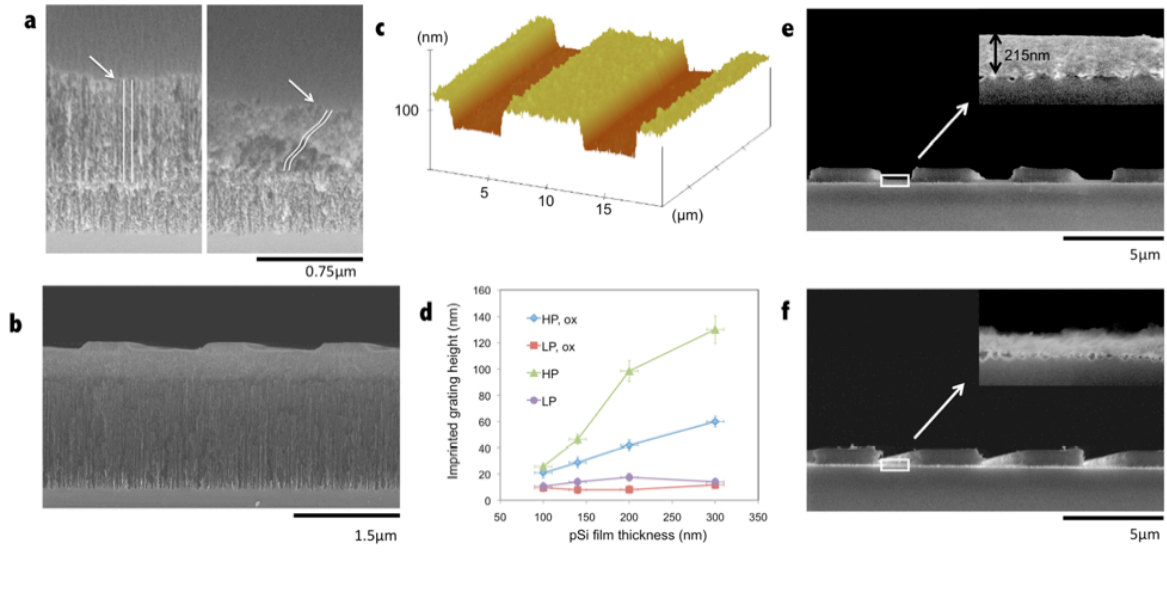 a
0.75μm
b
1.5μm
c
(nm)
100
5
10
15
(μm)
d
Imprinted grating height (nm)
160
140
120
100
80
60
40
20
0
HP, ox
LP, ox
HP
LP
50 100 150 200 250 300 350
pSi film thickness (nm)
e
215nm
5μm
f
5μm